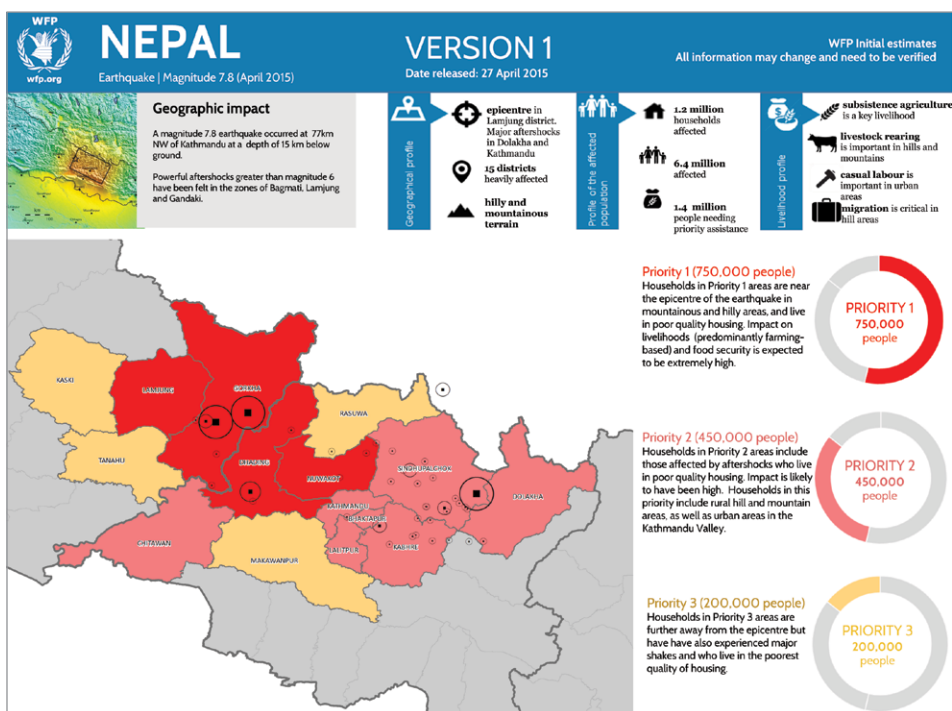 WFP
wfp.org
NEPAL
Earthquake | Magnitude 7.8 (April 2015)
VERSION 1
Date released: 27 April 2015
WFP Initial estimates
All information may change and need to be verified
Geographic impact
A magnitude 7.8 earthquake occurred at 77km
NW of Kathmandu at a depth of 15 km below
ground.
Powerful aftershocks greater than magnitude 6
have been felt in the zones of Bagmati, Lamjung
and Gandaki.
Geographical profile
epicentre in
Lamjung district.
Major aftershocks
in Dolakha and
Kathmandu
15 districts
heavily affected
hilly and
mountainous
terrain
Profile of the affected
population
1.2 million
households
affected
6.4 million
affected
1.4 million
people needing
priority assistance
Livelihood profile
subsistence agriculture
is a key livelihood
livestock rearing
is important in hills and
mountains
casual labour is
important in urban
areas
migration is critical in
hill areas
KASKI
LAMJUNG
GORKHA
RASUWA
TANAHU
DHADING
NUWAKOT
SINDHUPALCHOK
DOLAKHA
KATHMANDU
BHAKTAPUR
CHITAWAN
LALITPUR
KABHRE
MAKAWANPUR
Priority 1 (750,000 people)
Households in Priority 1 areas are near
the epicentre of the earthquake in
mountainous and hilly areas, and live
in poor quality housing. Impact on
livelihoods (predominantly farming-
based) and food security is expected
to be extremely high.
PRIORITY 1
750,000
people
Priority 2 (450,000 people)
Households in Priority 2 areas include
those affected by aftershocks who live
in poor quality housing. Impact is likely
to have been high. Households in this
priority include rural hill and mountain
areas, as well as urban areas in the
Kathmandu Valley.
PRIORITY 2
450,000
people
Priority 3 (200,000 people)
Households in Priority 3 areas are
further away from the epicentre but
have have also experienced major
shakes and who live in the poorest
quality of housing.
PRIORITY 3
200,000
people